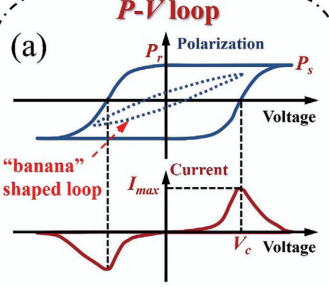 P-V loop
(a)
Pr
Polarization
Ps
Voltage
“banana”
shaped loop
Imax
Current
Vc
Voltage